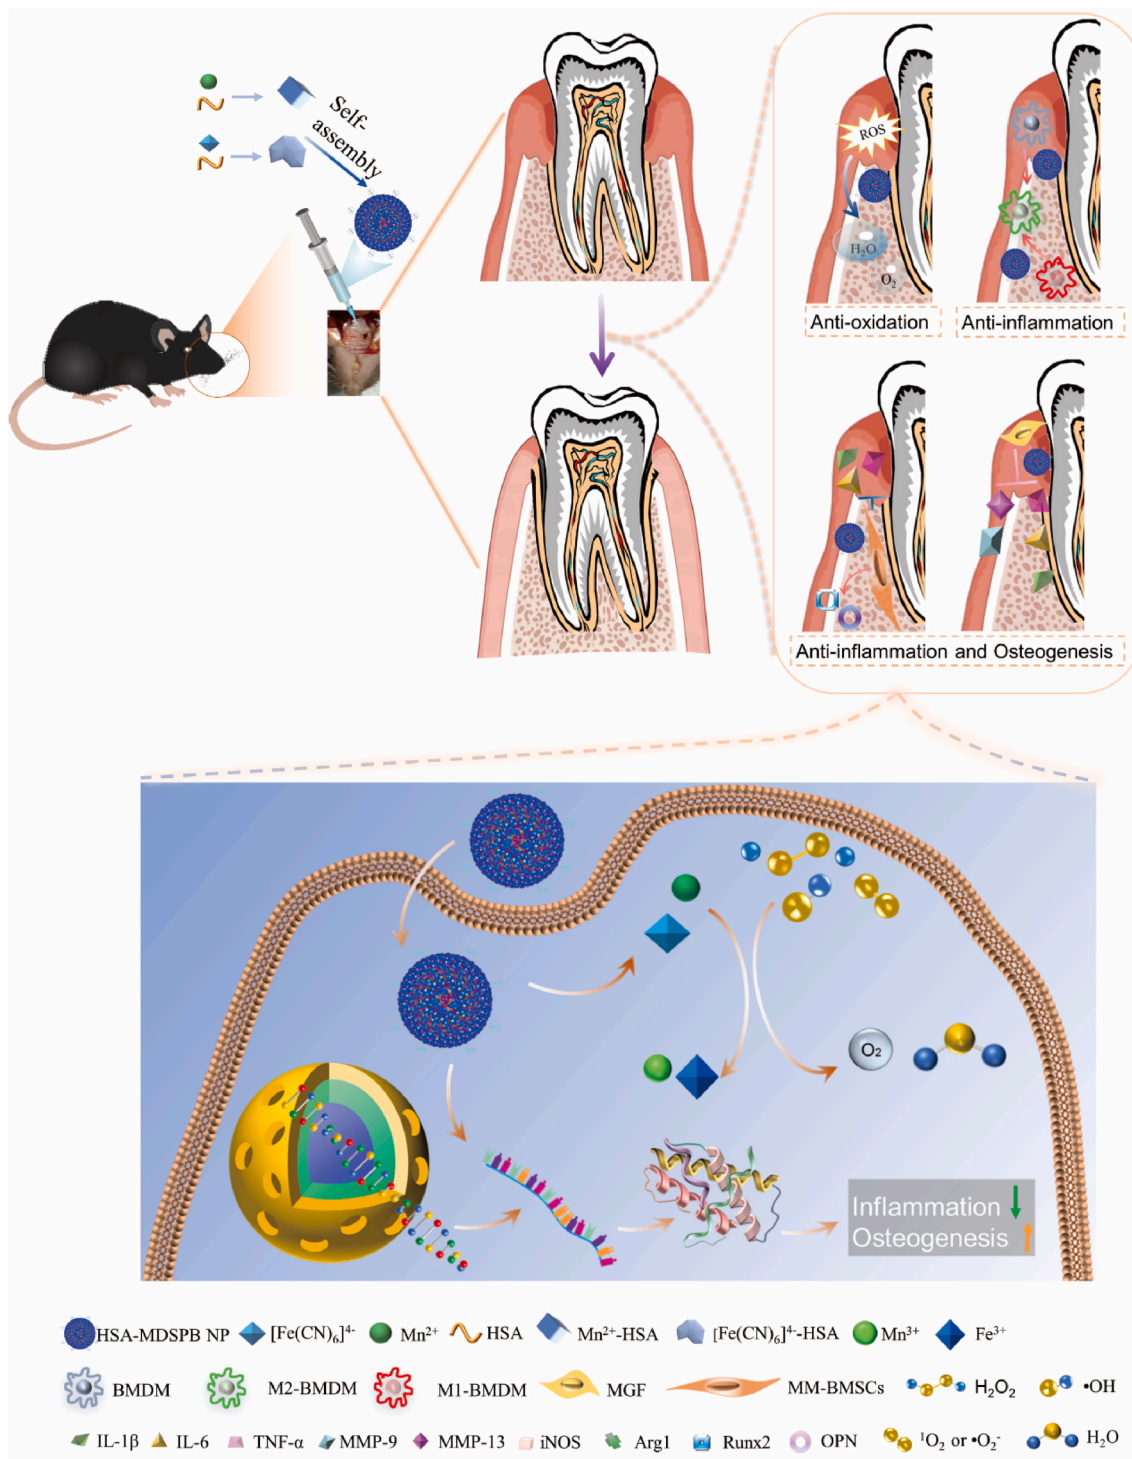 Self-
assembly
ROS
H₂O
O₂
Anti-oxidation
Anti-inflammation
Anti-inflammation and Osteogenesis
O₂
Inflammation
Osteogenesis
HSA-MDSPB NP [Fe(CN)₆]⁴⁻ Mn²⁺ HSA Mn²⁺-HSA [Fe(CN)₆]⁴⁻-HSA Mn³⁺ Fe³⁺
BMDM M2-BMDM M1-BMDM MGF MM-BMSCs H₂O₂ •OH
IL-1β IL-6 TNF-α MMP-9 MMP-13 iNOS Arg1 Runx2 OPN ¹O₂ or •O₂⁻ H₂O